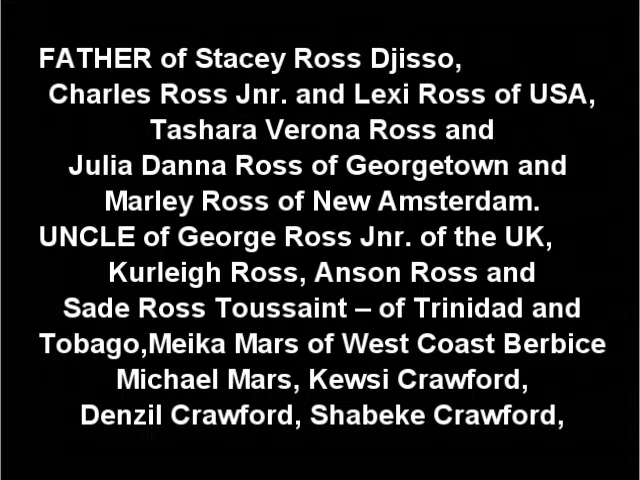 FATHER of Stacey Ross Djisso,
Charles Ross Jnr. and Lexi Ross of USA,
Tashara Verona Ross and
Julia Danna Ross of Georgetown and
Marley Ross of New Amsterdam.
UNCLE of George Ross Jnr. of the UK,
Kurleigh Ross, Anson Ross and
Sade Ross Toussaint – of Trinidad and
Tobago,Meika Mars of West Coast Berbice
Michael Mars, Kewsi Crawford,
Denzil Crawford, Shabeke Crawford,